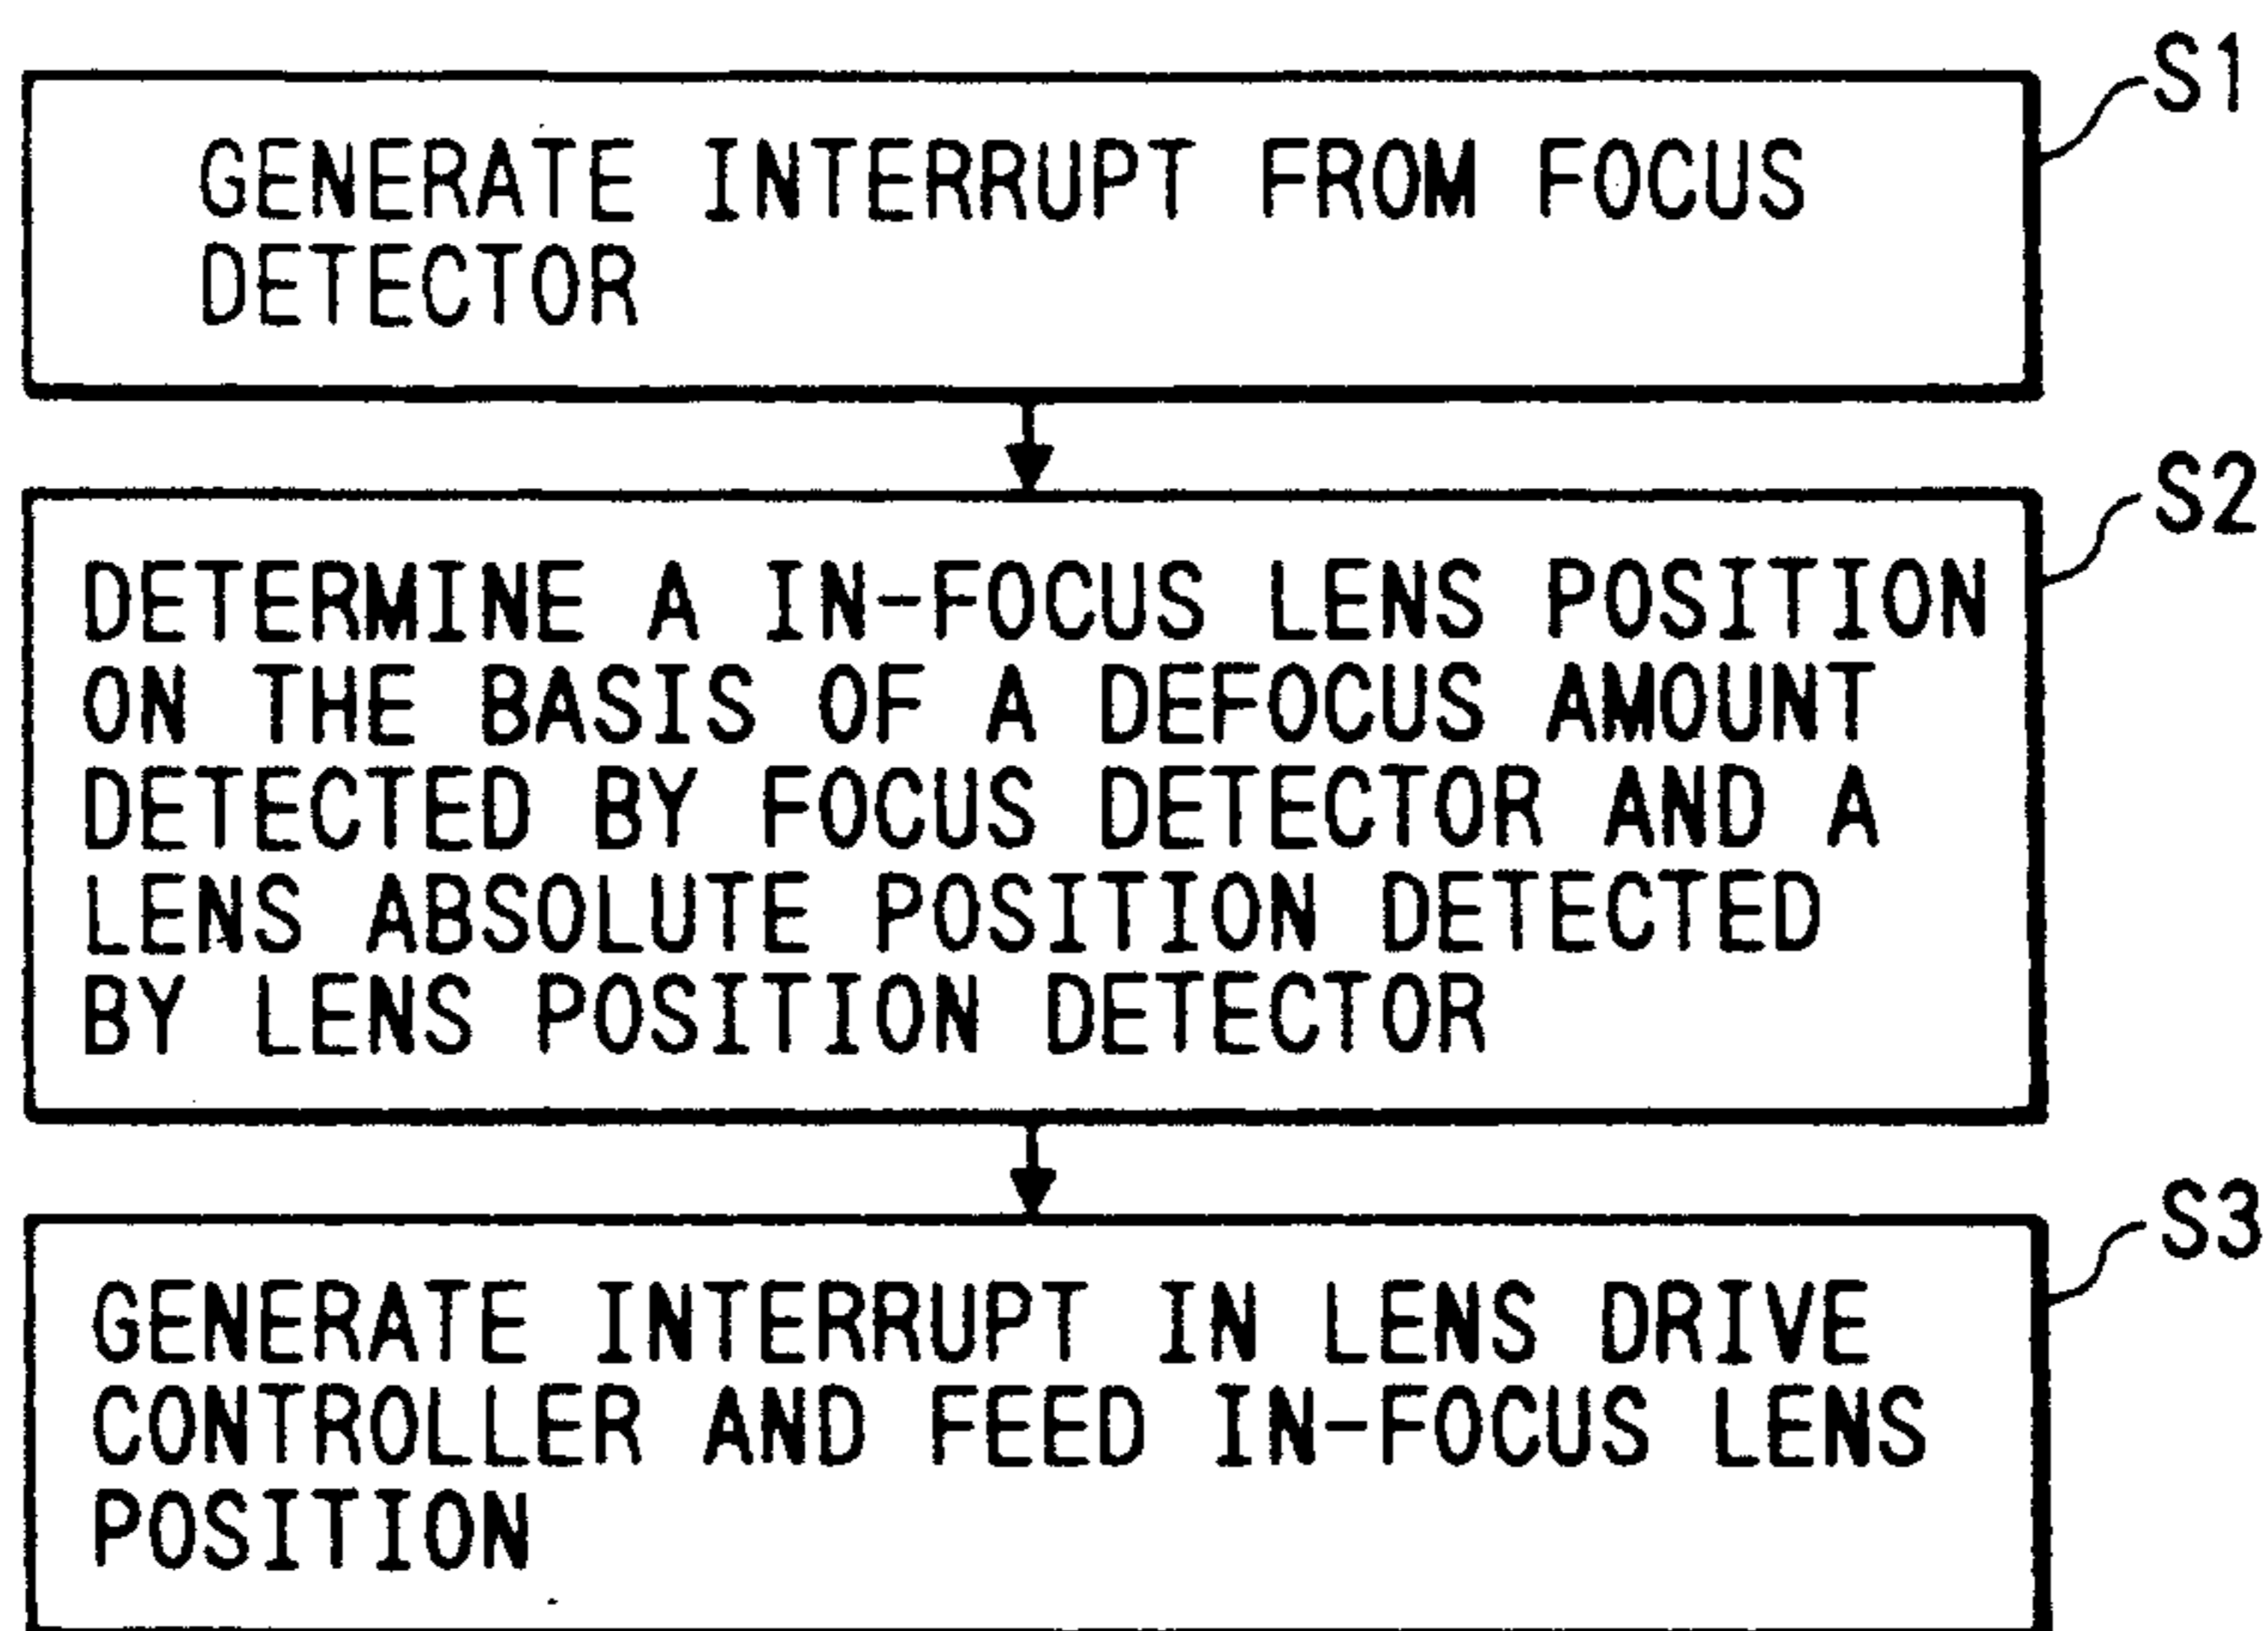 S1
GENERATE INTERRUPT FROM FOCUS
DETECTOR
S2
DETERMINE A IN-FOCUS LENS POSITION
ON THE BASIS OF A DEFOCUS AMOUNT
DETECTED BY FOCUS DETECTOR AND A
LENS ABSOLUTE POSITION DETECTED
BY LENS POSITION DETECTOR
S3
GENERATE INTERRUPT IN LENS DRIVE
CONTROLLER AND FEED IN-FOCUS LENS
POSITION